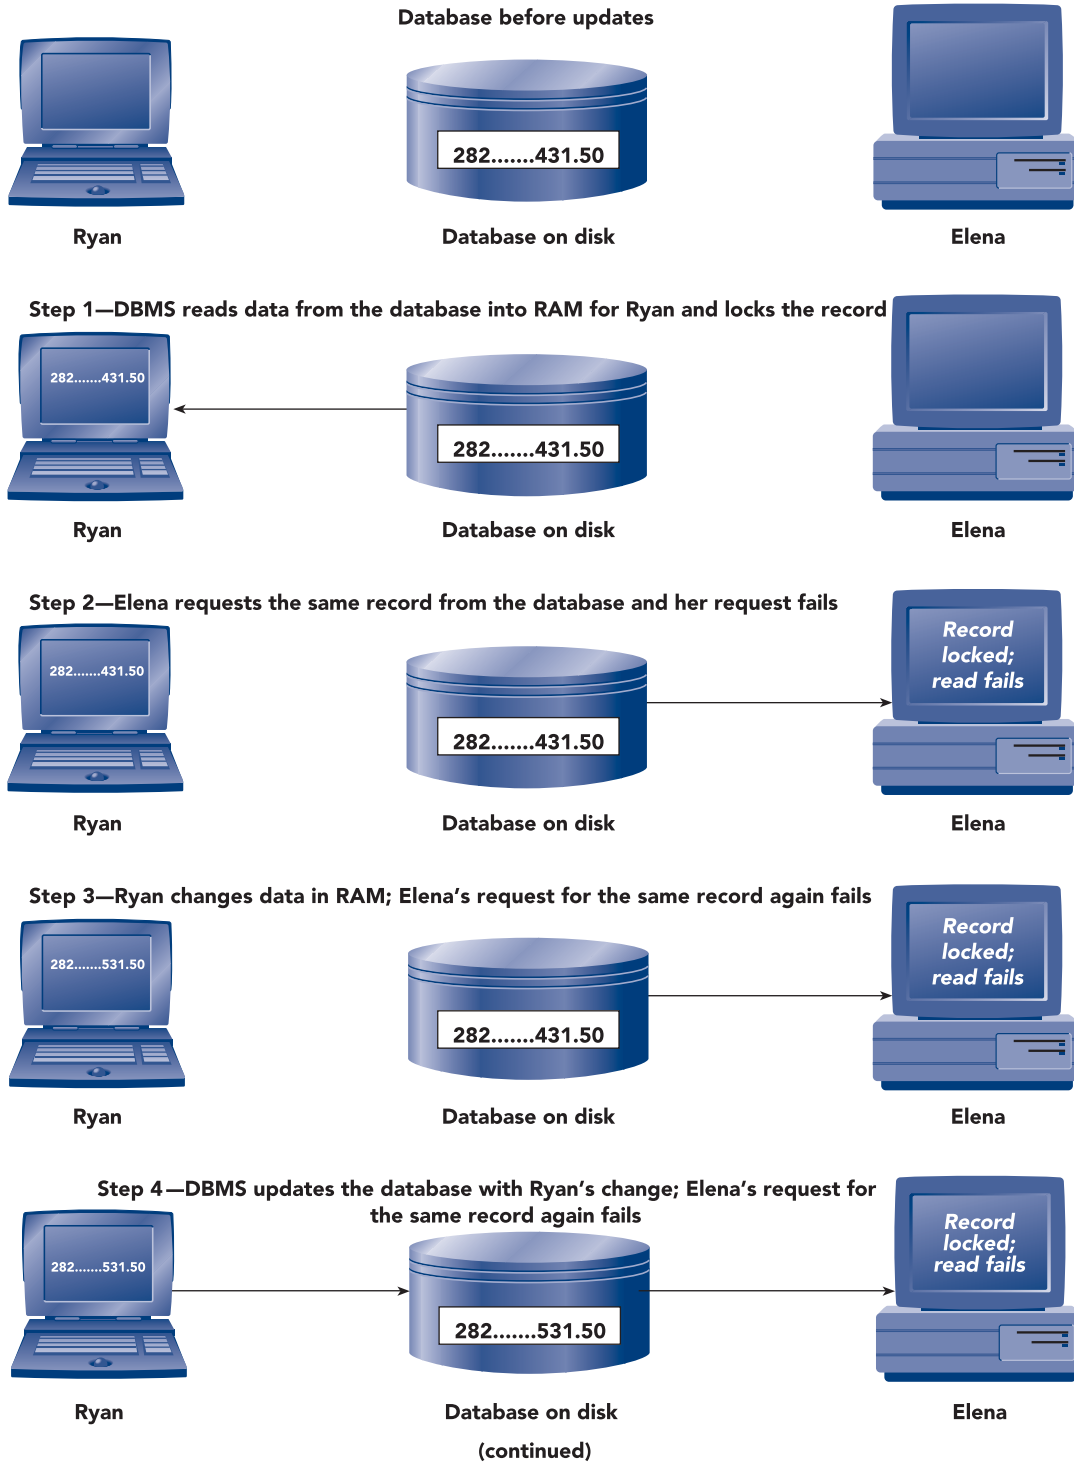 Database before updates
282.......431.50
Ryan
Database on disk
Elena
Step 1—DBMS reads data from the database into RAM for Ryan and locks the record
282.......431.50
282.......431.50
Ryan
Database on disk
Elena
Step 2—Elena requests the same record from the database and her request fails
282.......431.50
282.......431.50
Record
locked;
read fails
Ryan
Database on disk
Elena
Step 3—Ryan changes data in RAM; Elena’s request for the same record again fails
282.......531.50
282.......431.50
Record
locked;
read fails
Ryan
Database on disk
Elena
Step 4—DBMS updates the database with Ryan’s change; Elena’s request for
the same record again fails
282.......531.50
282.......531.50
Record
locked;
read fails
Ryan
Database on disk
Elena
(continued)